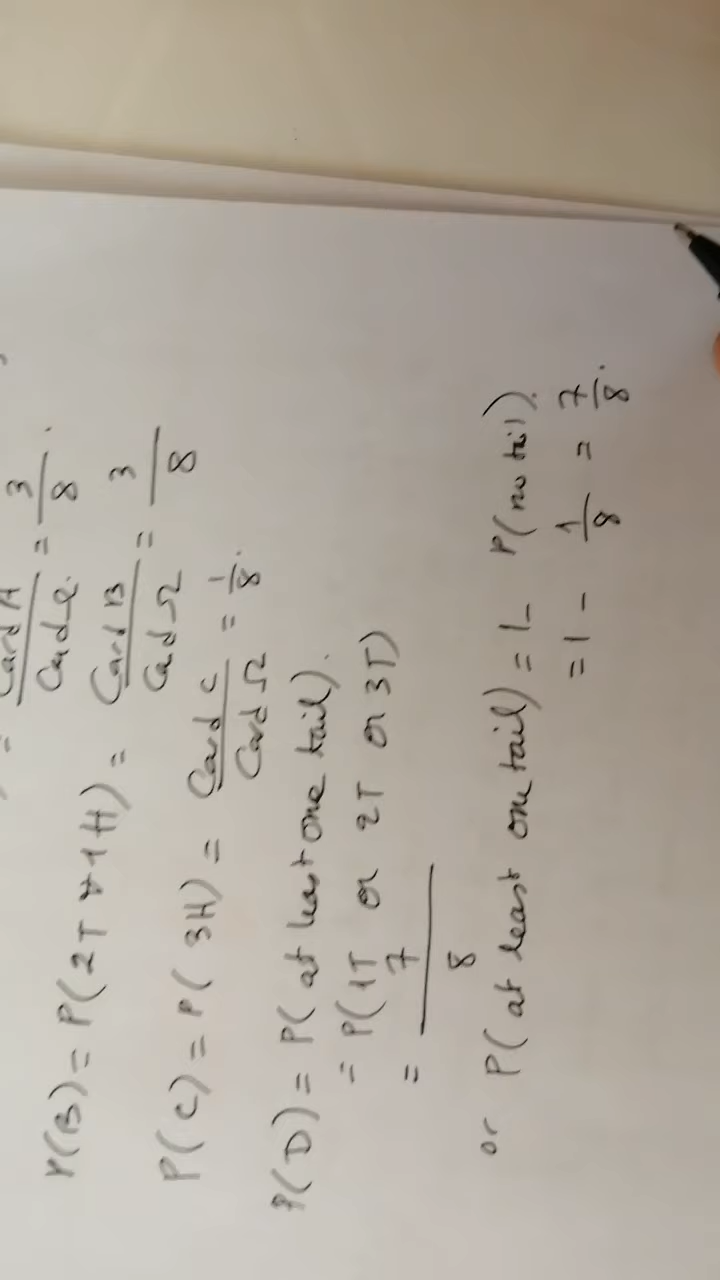 = Card A / Card Ω = 3/8.
P(B) = P(2T & 1H) = Card B / Card Ω = 3/8
P(C) = P(3H) = Card C / Card Ω = 1/8.
P(D) = P(at least one tail).
= P(1T or 2T or 3T)
= 7/8
or P(at least one tail) = 1 - P(no tail).
= 1 - 1/8 = 7/8.